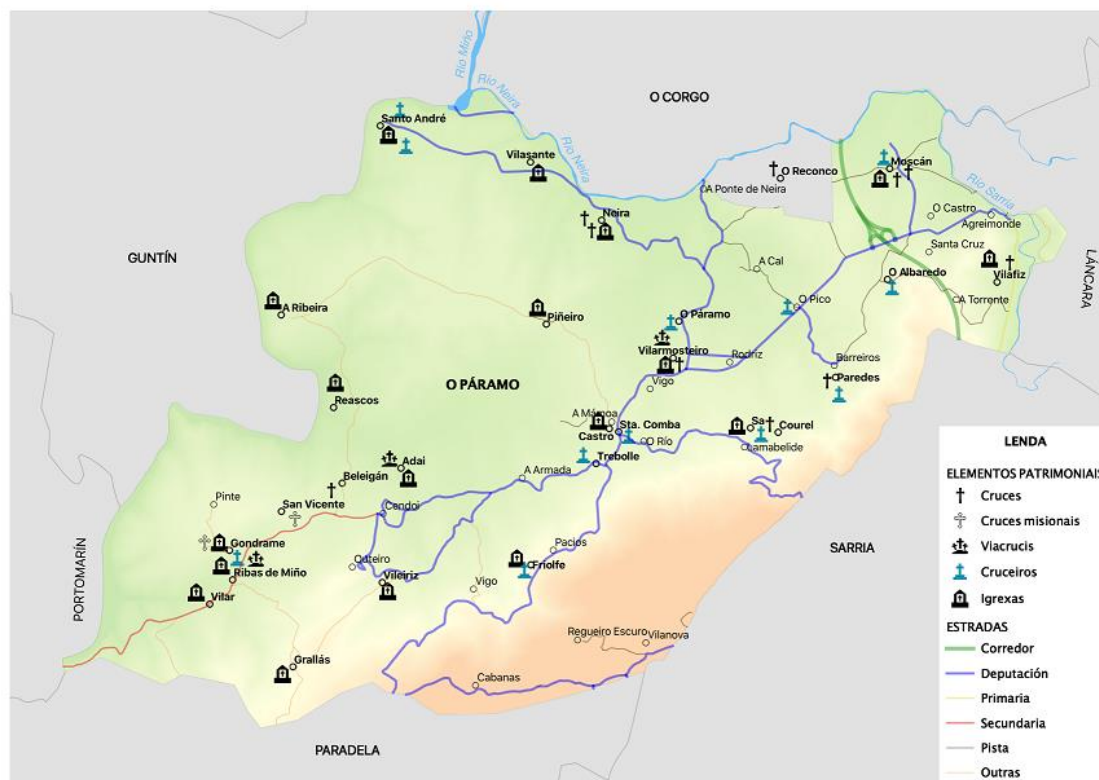 Río Miño
Río Neira
O CORGO
Santo André
Vilasante
Río Neira
Moscán
O Reconco
A Ponte de Neira
Río Sarria
O Castro
Agreimonde
Neira
Santa Cruz
GUNTÍN
A Cal
O Albaredo
Vilafiz
LÁNCARA
A Torrente
A Ribeira
Piñeiro
O Páramo
O Pico
Vilarmosteiro
Rodriz
Barreiros
Paredes
O PÁRAMO
Vigo
Reascos
A Mámoa
Castro
Sta. Comba
O Río
Sa
Courel
Lamabelide
Trebolle
Adai
Beleigán
A Armada
Pinte
San Vicente
Cendoi
Gondrame
Ribas de Miño
Outeiro
Vileiriz
Pacios
Friolfe
Vigo
SARRIA
PORTOMARÍN
Vilar
Regueiro Escuro
Vilanova
Grallás
Cabanas
PARADELA
LENDA
ELEMENTOS PATRIMONIAIS
Cruces
Cruces misionais
Viacrucis
Cruceiros
Igrexas
ESTRADAS
Corredor
Deputación
Primaria
Secundaria
Pista
Outras